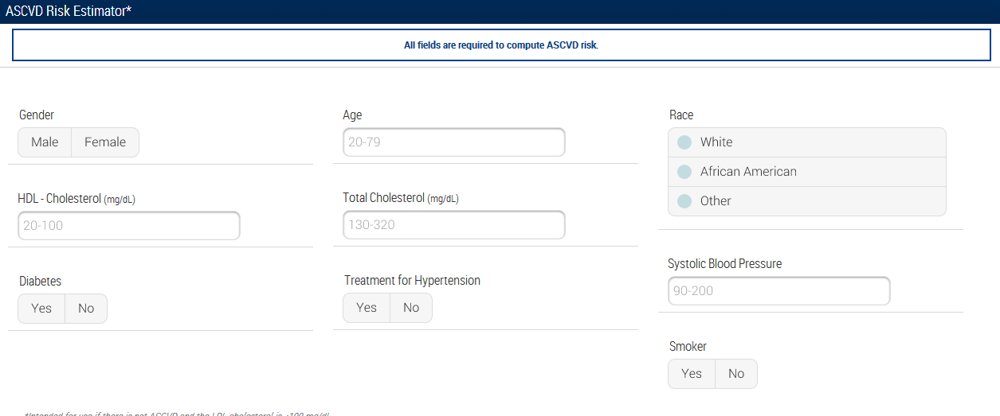 ASCVD Risk Estimator*
All fields are required to compute ASCVD risk.
Gender
Male Female
Age
20-79
Race
White
African American
Other
HDL - Cholesterol (mg/dL)
20-100
Total Cholesterol (mg/dL)
130-320
Systolic Blood Pressure
90-200
Diabetes
Yes No
Treatment for Hypertension
Yes No
Smoker
Yes No
*Intended for use if there is not ASCVD and the LDL-cholesterol is